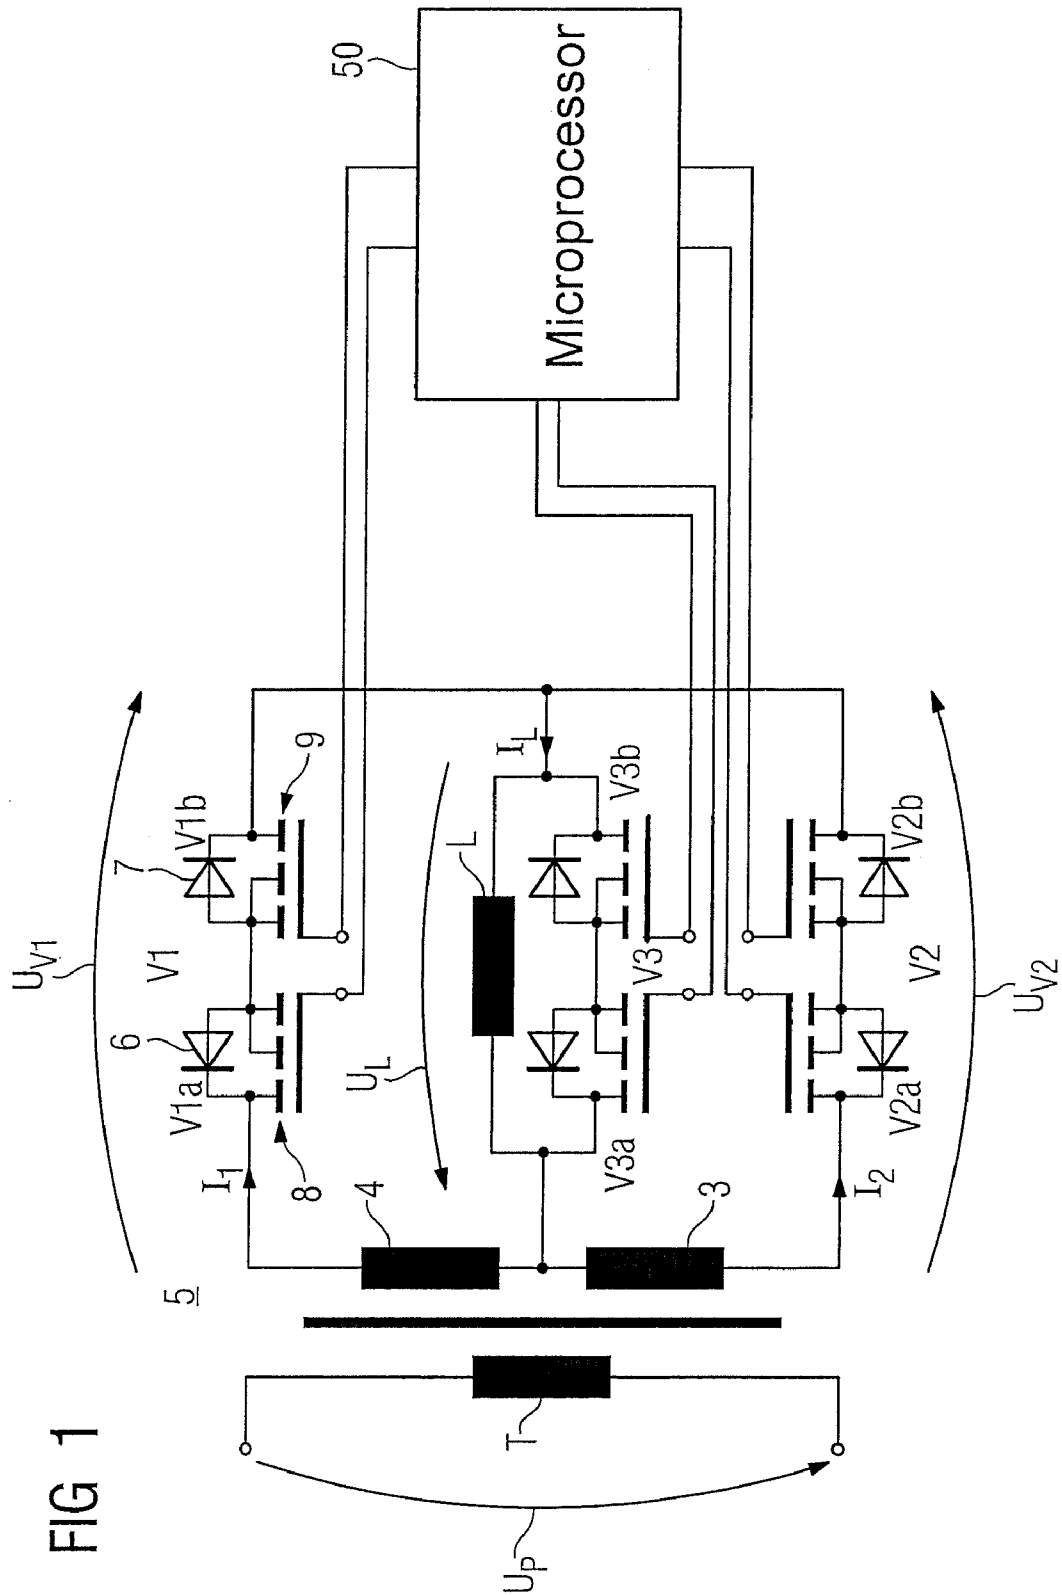 FIG 1
5
U_V1
V1
V1a
V1b
6
7
8
9
I_1
4
3
T
U_P
U_L
L
I_L
V3
V3a
V3b
I_2
V2
V2a
V2b
U_V2
50
Microprocessor